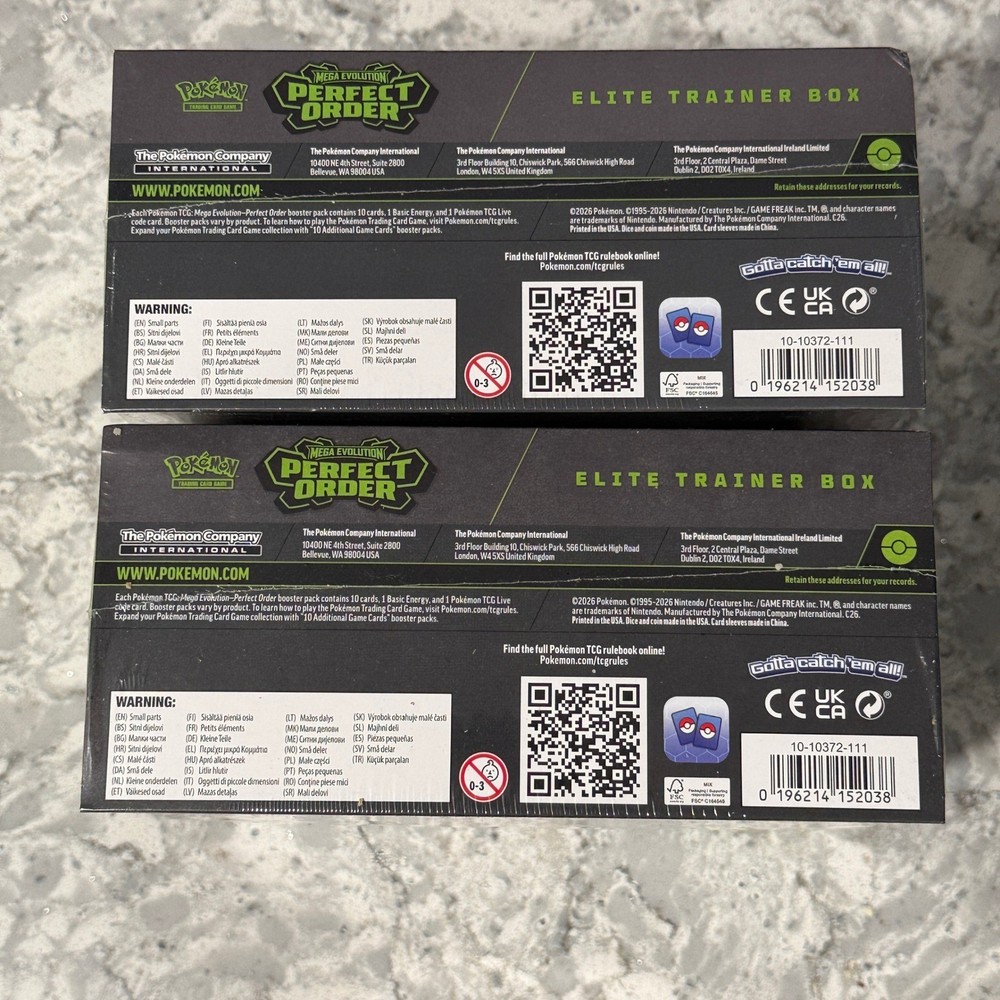 POKÉMON
TRADING CARD GAME
MEGA EVOLUTION
PERFECT
ORDER
ELITE TRAINER BOX
The Pokémon Company
INTERNATIONAL
The Pokémon Company International
10400 NE 4th Street, Suite 2800
Bellevue, WA 98004 USA
The Pokémon Company International
3rd Floor Building 10, Chiswick Park, 566 Chiswick High Road
London, W4 5XS United Kingdom
The Pokémon Company International Ireland Limited
3rd Floor, 2 Central Plaza, Dame Street
Dublin 2, D02 T0X4, Ireland
WWW.POKEMON.COM
Retain these addresses for your records.
Each Pokémon TCG: Mega Evolution—Perfect Order booster pack contains 10 cards, 1 Basic Energy, and 1 Pokémon TCG Live
code card. Booster packs vary by product. To learn how to play the Pokémon Trading Card Game, visit Pokemon.com/tcgrules.
Expand your Pokémon Trading Card Game collection with "10 Additional Game Cards" booster packs.
©2026 Pokémon. ©1995-2026 Nintendo / Creatures Inc. / GAME FREAK inc. TM, ®, and character names
are trademarks of Nintendo. Manufactured by The Pokémon Company International. C26.
Printed in the USA. Dice and coin made in the USA. Card sleeves made in China.
Find the full Pokémon TCG rulebook online!
Pokemon.com/tcgrules
Gotta catch 'em all!™
CE UK
CA
WARNING:
(EN) Small parts
(BS) Sitni dijelovi
(BG) Малки части
(HR) Sitni dijelovi
(CS) Malé části
(DA) Små dele
(NL) Kleine onderdelen
(ET) Väikesed osad
(FI) Sisältää pieniä osia
(FR) Petits éléments
(DE) Kleine Teile
(EL) Περιέχει μικρά Κομμάτια
(HU) Apró alkatrészek
(IS) Litlir hlutir
(IT) Oggetti di piccole dimensioni
(LV) Mazas detaļas
(LT) Mažos dalys
(MK) Мали делови
(ME) Ситни дијелови
(NO) Små deler
(PL) Małe części
(PT) Peças pequenas
(RO) Conține piese mici
(SR) Mali delovi
(SK) Výrobok obsahuje malé časti
(SL) Majhni deli
(ES) Piezas pequeñas
(SV) Små delar
(TR) Küçük parçaları
0-3
FSC
MIX
Packaging | Supporting
responsible forestry
FSC® C164545
10-10372-111
0 196214 152038
POKÉMON
TRADING CARD GAME
MEGA EVOLUTION
PERFECT
ORDER
ELITE TRAINER BOX
The Pokémon Company
INTERNATIONAL
The Pokémon Company International
10400 NE 4th Street, Suite 2800
Bellevue, WA 98004 USA
The Pokémon Company International
3rd Floor Building 10, Chiswick Park, 566 Chiswick High Road
London, W4 5XS United Kingdom
The Pokémon Company International Ireland Limited
3rd Floor, 2 Central Plaza, Dame Street
Dublin 2, D02 T0X4, Ireland
WWW.POKEMON.COM
Retain these addresses for your records.
Each Pokémon TCG: Mega Evolution—Perfect Order booster pack contains 10 cards, 1 Basic Energy, and 1 Pokémon TCG Live
code card. Booster packs vary by product. To learn how to play the Pokémon Trading Card Game, visit Pokemon.com/tcgrules.
Expand your Pokémon Trading Card Game collection with "10 Additional Game Cards" booster packs.
©2026 Pokémon. ©1995-2026 Nintendo / Creatures Inc. / GAME FREAK inc. TM, ®, and character names
are trademarks of Nintendo. Manufactured by The Pokémon Company International. C26.
Printed in the USA. Dice and coin made in the USA. Card sleeves made in China.
Find the full Pokémon TCG rulebook online!
Pokemon.com/tcgrules
Gotta catch 'em all!™
CE UK
CA
WARNING:
(EN) Small parts
(BS) Sitni dijelovi
(BG) Малки части
(HR) Sitni dijelovi
(CS) Malé části
(DA) Små dele
(NL) Kleine onderdelen
(ET) Väikesed osad
(FI) Sisältää pieniä osia
(FR) Petits éléments
(DE) Kleine Teile
(EL) Περιέχει μικρά Κομμάτια
(HU) Apró alkatrészek
(IS) Litlir hlutir
(IT) Oggetti di piccole dimensioni
(LV) Mazas detaļas
(LT) Mažos dalys
(MK) Мали делови
(ME) Ситни дијелови
(NO) Små deler
(PL) Małe części
(PT) Peças pequenas
(RO) Conține piese mici
(SR) Mali delovi
(SK) Výrobok obsahuje malé časti
(SL) Majhni deli
(ES) Piezas pequeñas
(SV) Små delar
(TR) Küçük parçaları
0-3
FSC
MIX
Packaging | Supporting
responsible forestry
FSC® C164545
10-10372-111
0 196214 152038